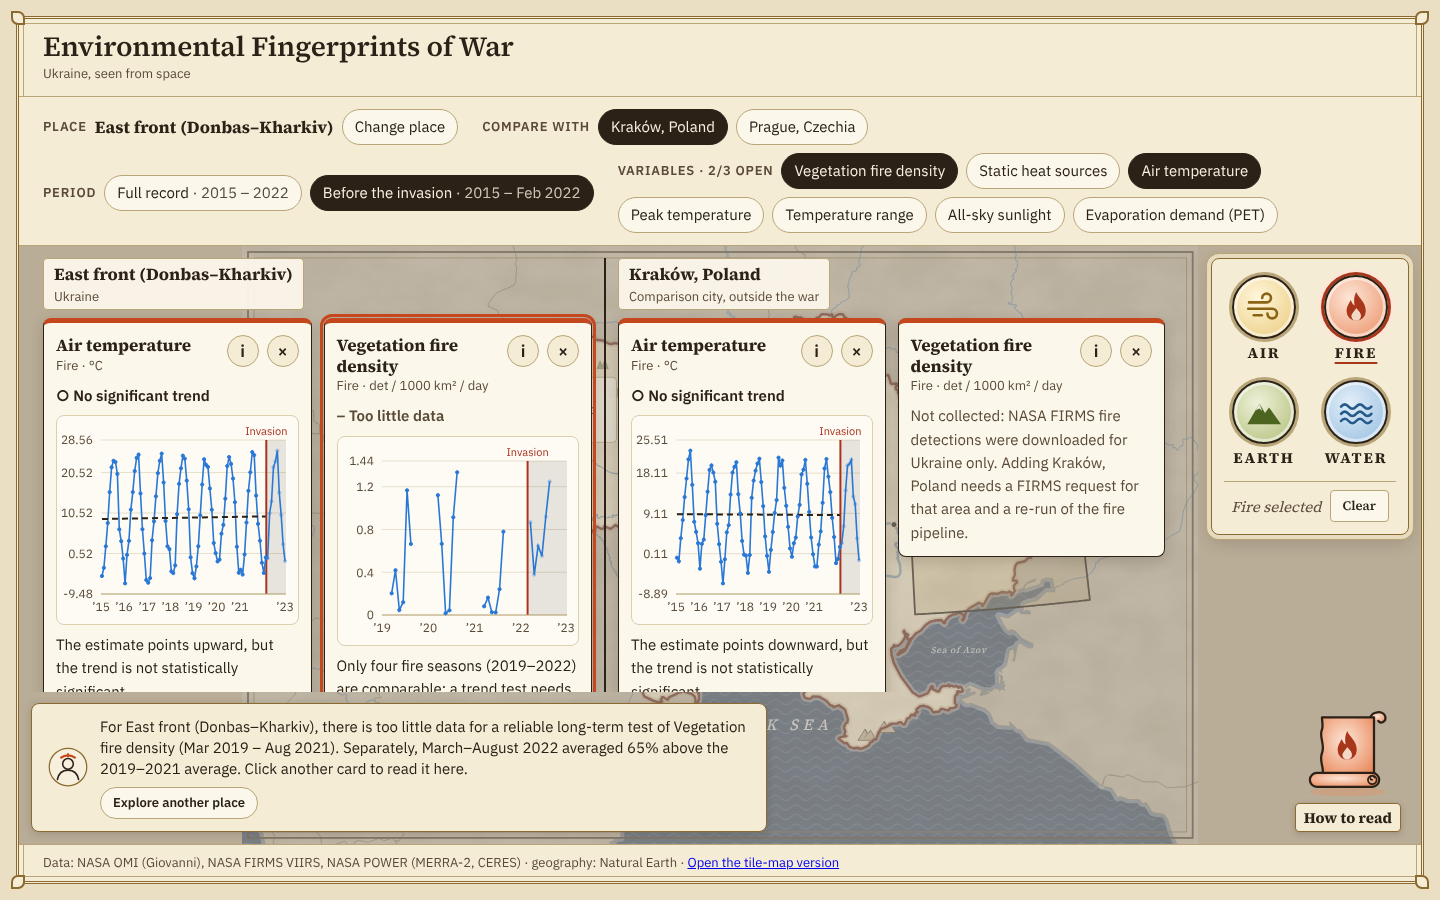 Environmental Fingerprints of War
Ukraine, seen from space
PLACE East front (Donbas–Kharkiv) Change place COMPARE WITH Kraków, Poland Prague, Czechia
PERIOD Full record · 2015 – 2022 Before the invasion · 2015 – Feb 2022
VARIABLES · 2/3 OPEN Vegetation fire density Static heat sources Air temperature
Peak temperature Temperature range All-sky sunlight Evaporation demand (PET)
East front (Donbas–Kharkiv)
Ukraine
Air temperature i ×
Fire · °C
No significant trend
Invasion
28.56
20.52
10.52
0.52
-9.48
’15 ’16 ’17 ’18 ’19 ’20 ’21 ’23
The estimate points upward, but
the trend is not statistically
significant
Vegetation fire
density
i ×
Fire · det / 1000 km² / day
– Too little data
Invasion
1.44
1.2
0.8
0.4
0
’19 ’20 ’21 ’22 ’23
Only four fire seasons (2019–2022)
are comparable; a trend test needs
Kraków, Poland
Comparison city, outside the war
Air temperature i ×
Fire · °C
No significant trend
Invasion
25.51
18.11
9.11
0.11
-8.89
’15 ’16 ’17 ’18 ’19 ’20 ’21 ’23
The estimate points downward, but
the trend is not statistically
significant
Vegetation fire
density
i ×
Fire · det / 1000 km² / day
Not collected: NASA FIRMS fire
detections were downloaded for
Ukraine only. Adding Kraków,
Poland needs a FIRMS request for
that area and a re-run of the fire
pipeline.
AIR FIRE
EARTH WATER
Fire selected Clear
Sea of Azov
K SEA
For East front (Donbas–Kharkiv), there is too little data for a reliable long-term test of Vegetation
fire density (Mar 2019 – Aug 2021). Separately, March–August 2022 averaged 65% above the
2019–2021 average. Click another card to read it here.
Explore another place
How to read
Data: NASA OMI (Giovanni), NASA FIRMS VIIRS, NASA POWER (MERRA-2, CERES) · geography: Natural Earth · Open the tile-map version